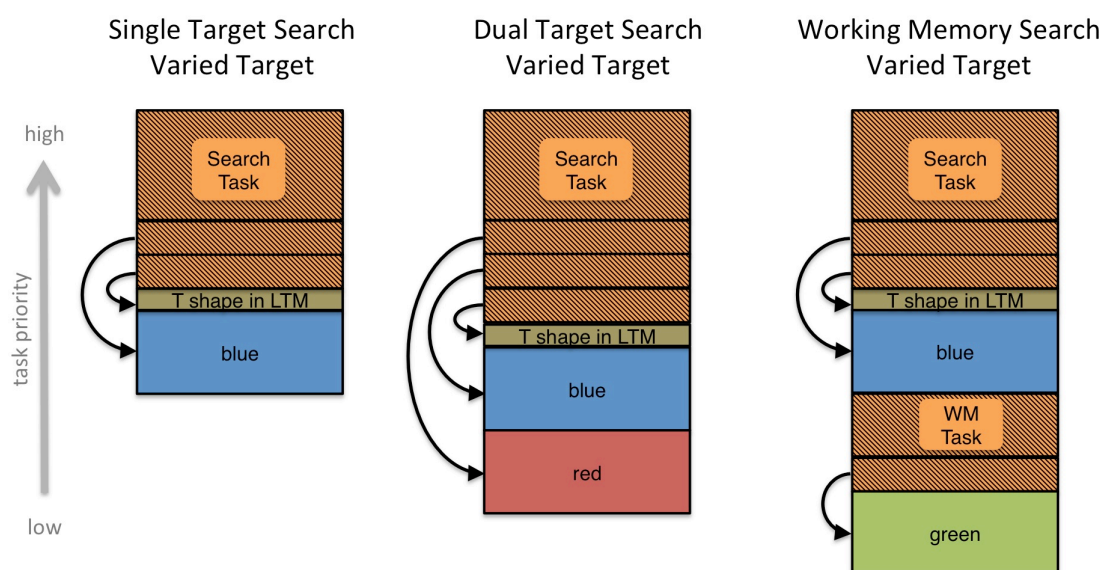 Single Target Search
Varied Target
Dual Target Search
Varied Target
Working Memory Search
Varied Target
high
task priority
low
Search
Task
T shape in LTM
blue
Search
Task
T shape in LTM
blue
red
Search
Task
T shape in LTM
blue
WM
Task
green